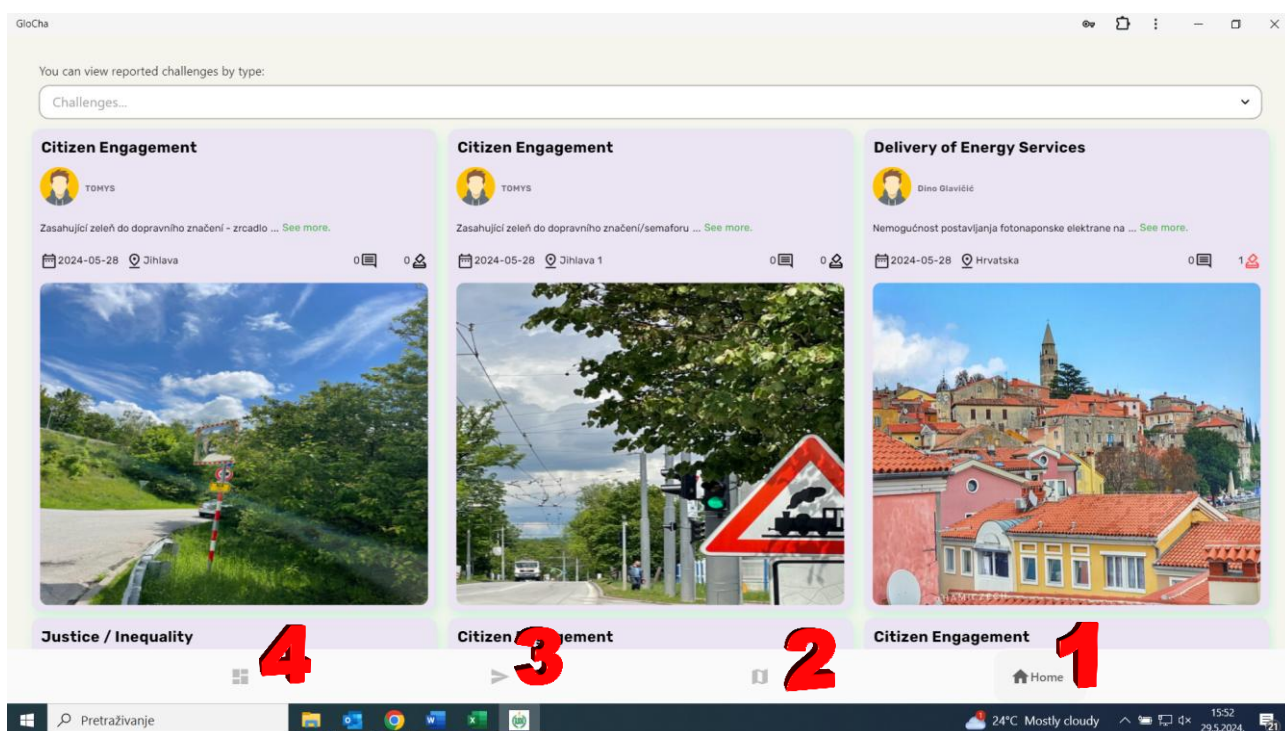 GloCha
You can view reported challenges by type:
Challenges...
Citizen Engagement
TOMYS
Zasahující zeleň do dopravního značení - zrcadlo ... See more.
2024-05-28 Jihlava 0 0
Citizen Engagement
TOMYS
Zasahující zeleň do dopravního značení/semaforu ... See more.
2024-05-28 Jihlava 1 0 0
Delivery of Energy Services
Dino Glavičić
Nemogućnost postavljanja fotonaponske elektrane na ... See more.
2024-05-28 Hrvatska 0 1
Justice / Inequality
Citizen Engagement
Citizen Engagement
4 3 2 1
Home
Pretraživanje
24°C Mostly cloudy
15:52
29.5.2024.
21